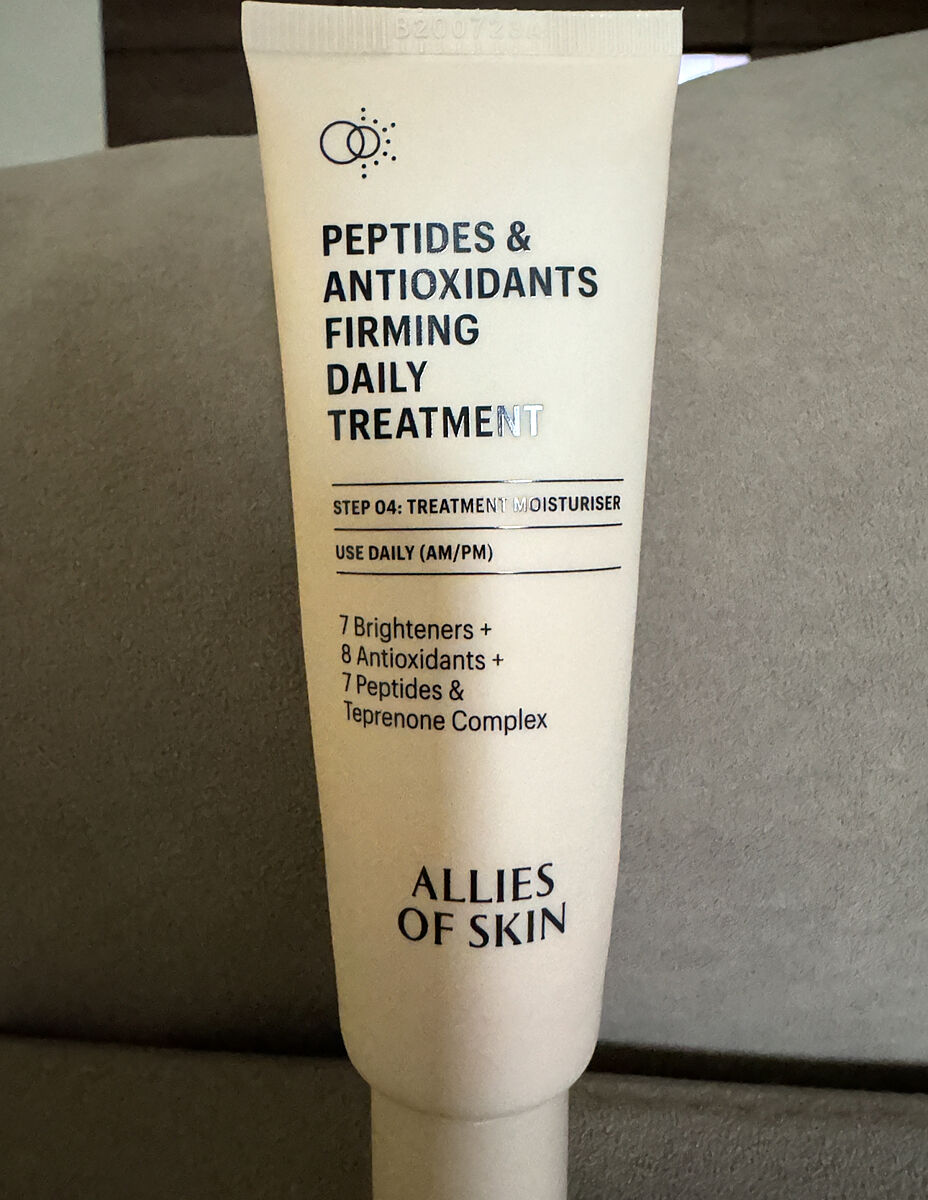 PEPTIDES &
ANTIOXIDANTS
FIRMING
DAILY
TREATMENT
STEP 04: TREATMENT MOISTURISER
USE DAILY (AM/PM)
7 Brighteners +
8 Antioxidants +
7 Peptides &
Teprenone Complex
ALLIES
OF SKIN